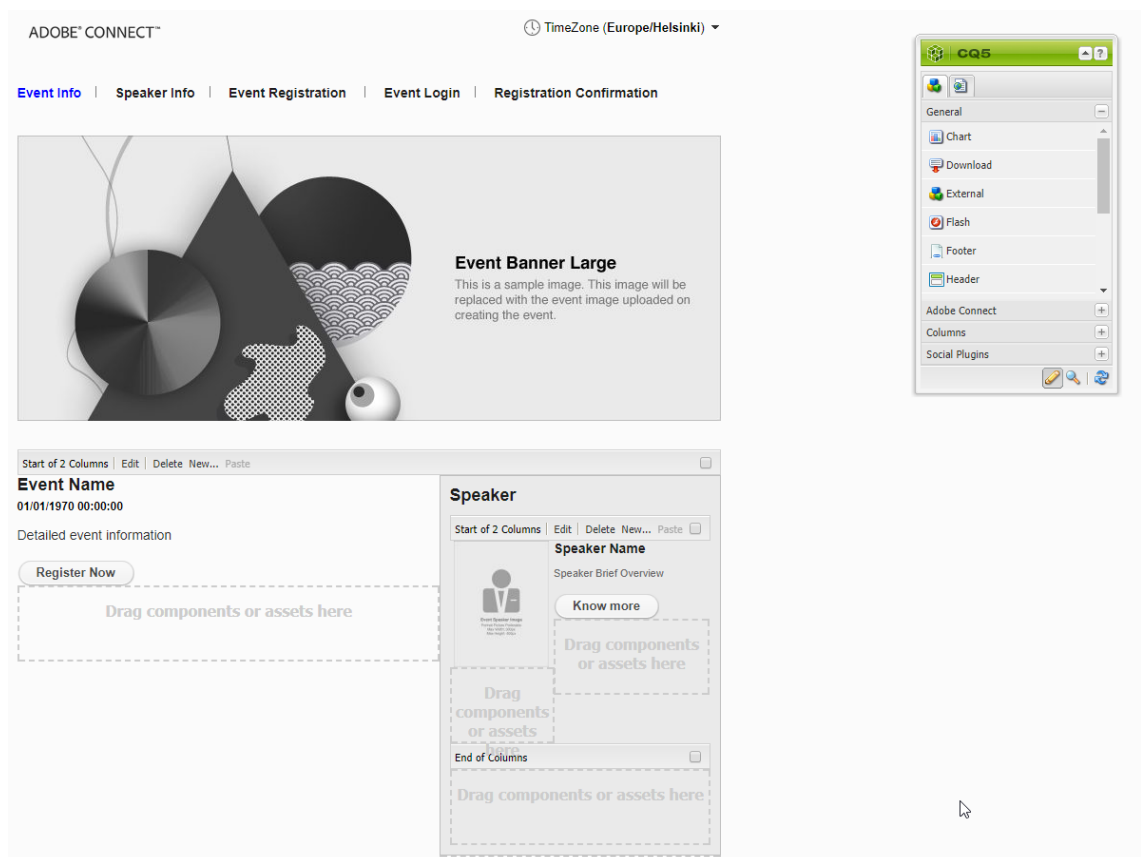 ADOBE® CONNECT™
TimeZone (Europe/Helsinki)
Event Info | Speaker Info | Event Registration | Event Login | Registration Confirmation
Event Banner Large
This is a sample image. This image will be
replaced with the event image uploaded on
creating the event.
Start of 2 Columns Edit Delete New... Paste
Event Name
01/01/1970 00:00:00
Detailed event information
Register Now
Drag components or assets here
Speaker
Start of 2 Columns Edit Delete New... Paste
Event Speaker Image
Speaker Name
Speaker Brief Overview
Know more
Drag components
or assets here
Drag
components
or assets
here
End of Columns
Drag components or assets here
CQ5
?
General
Chart
Download
External
Flash
Footer
Header
Adobe Connect
Columns
Social Plugins